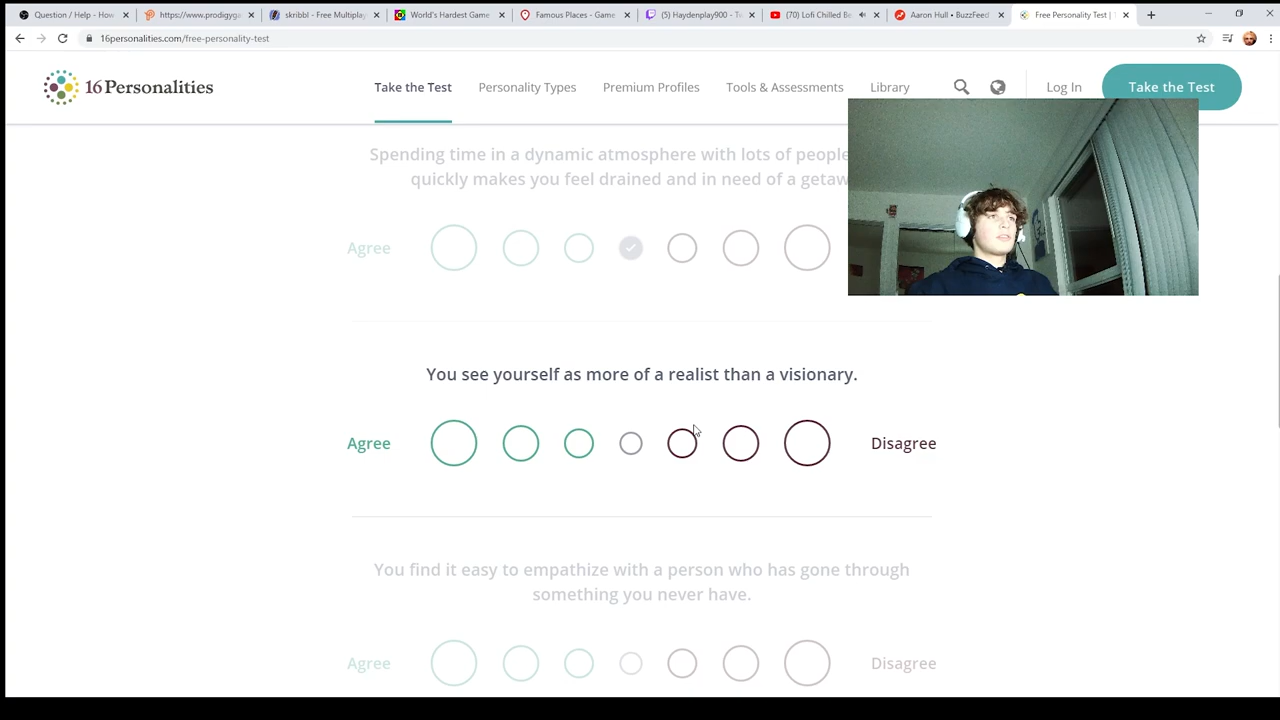 Question / Help - How
https://www.prodigyga
skribbl - Free Multiplay
World's Hardest Game
Famous Places - Game
(5) Haydenplay900 - Tw
(70) Lofi Chilled Be
Aaron Hull • BuzzFeed
Free Personality Test |
16personalities.com/free-personality-test
16Personalities
Take the Test
Personality Types
Premium Profiles
Tools & Assessments
Library
Log In
Take the Test
Spending time in a dynamic atmosphere with lots of people
quickly makes you feel drained and in need of a getaw
Agree
You see yourself as more of a realist than a visionary.
Agree
Disagree
You find it easy to empathize with a person who has gone through
something you never have.
Agree
Disagree